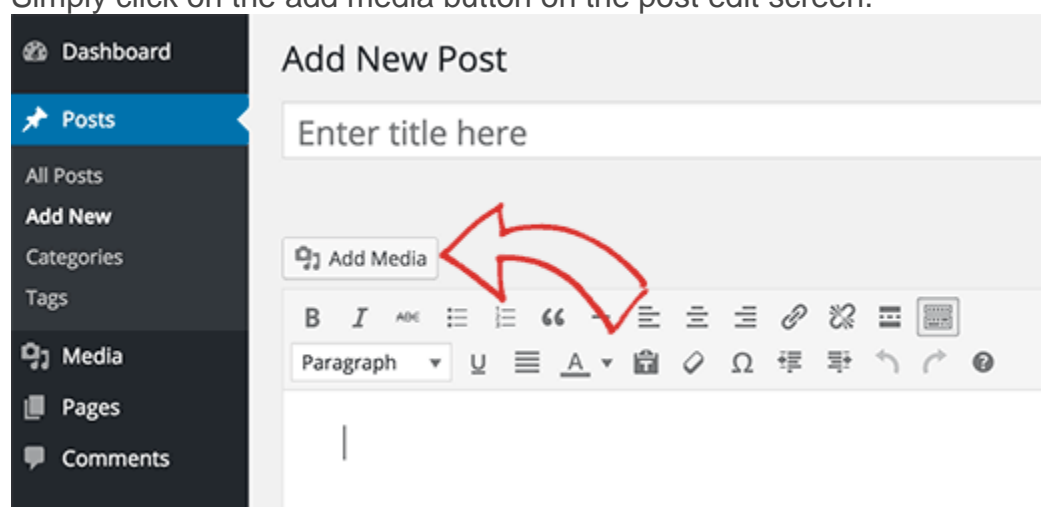 Simply click on the add media button on the post edit screen.
Dashboard
Add New Post
Posts
Enter title here
All Posts
Add New
Categories
Add Media
Tags
B I ABC
Media
Paragraph U A Ω
Pages
Comments